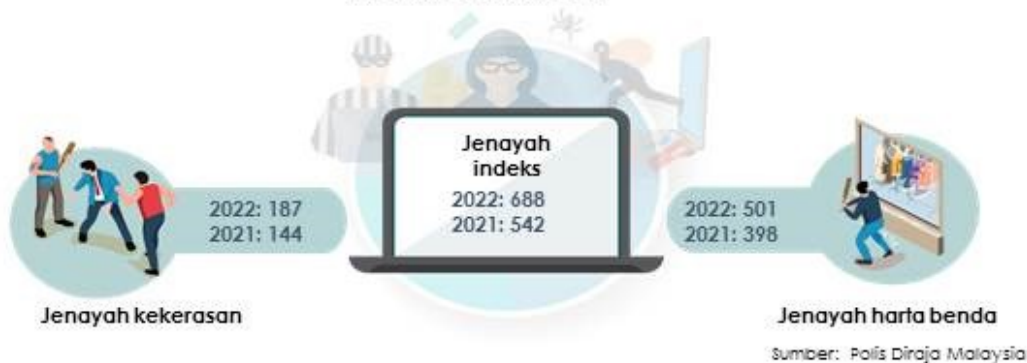 Jenayah
indeks
2022: 688
2021: 542
2022: 187
2021: 144
Jenayah kekerasan
2022: 501
2021: 398
Jenayah harta benda
Sumber: Polis Diraja Malaysia